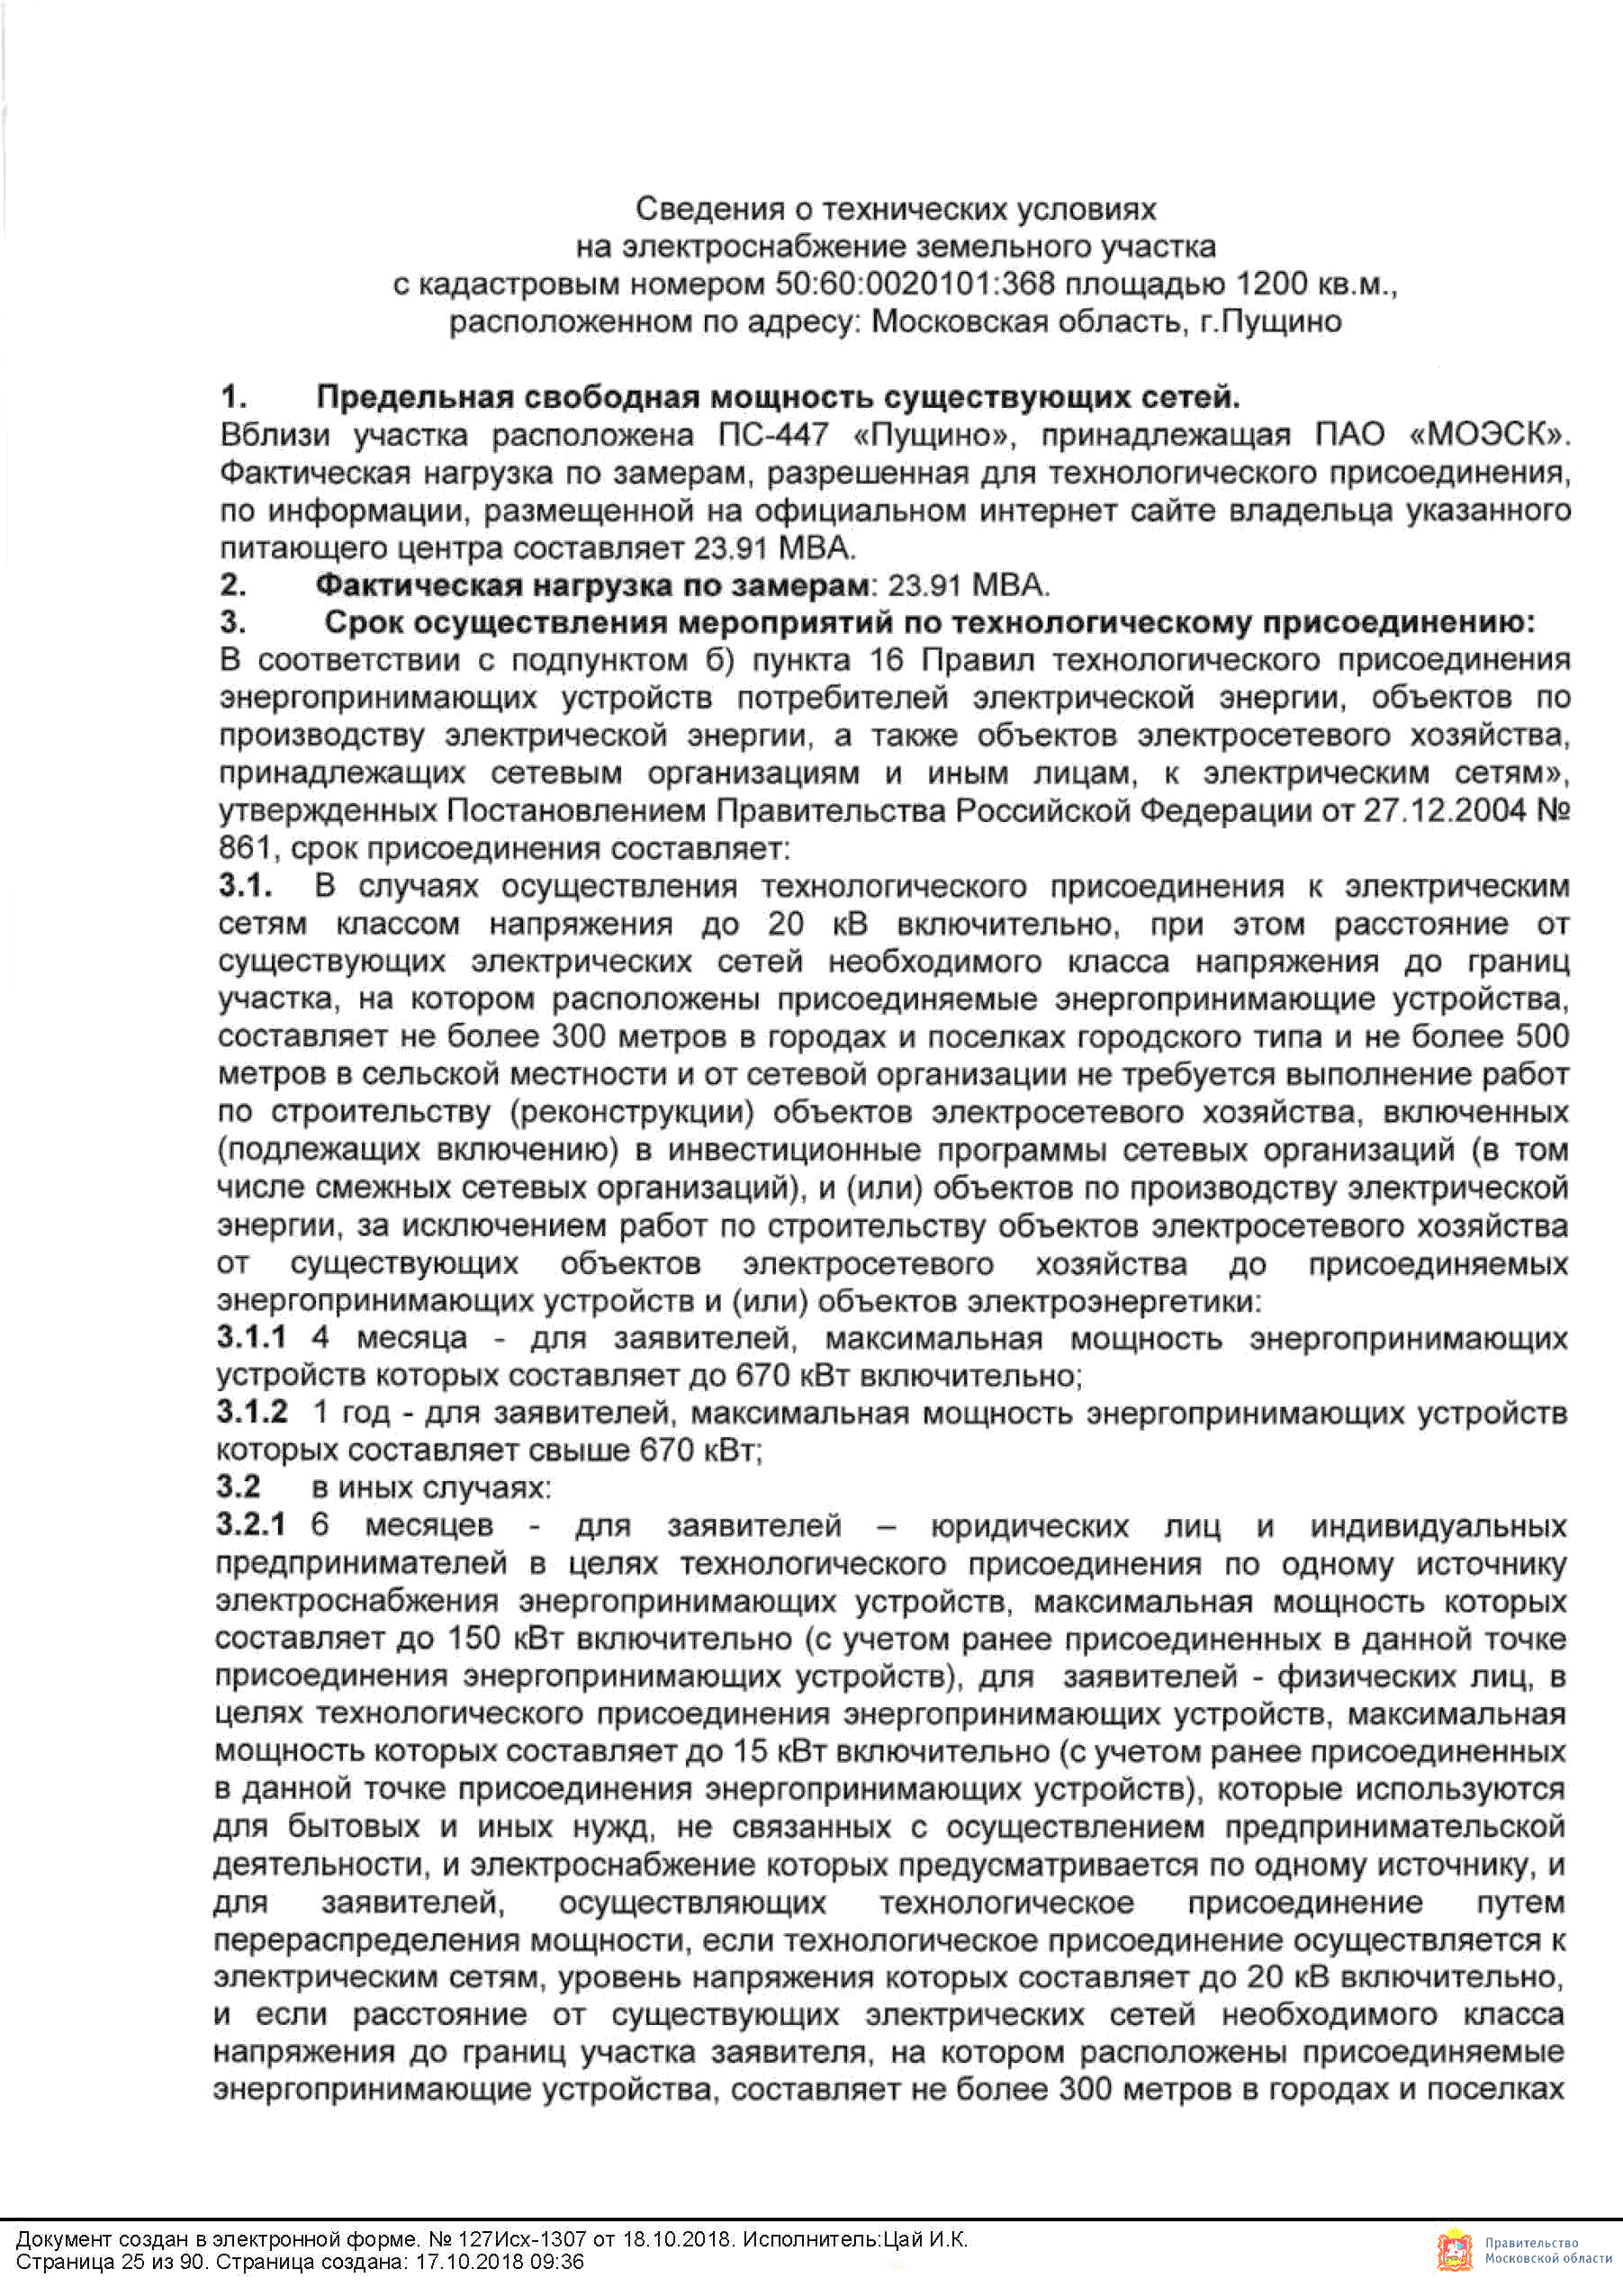 Сведения о технических условиях
на электроснабжение земельного участка
с кадастровым номером 50:60:0020101:368 площадью 1200 кв.м.,
расположенном по адресу: Московская область, г.Пущино
1. Предельная свободная мощность существующих сетей.
Вблизи участка расположена ПС-447 «Пущино», принадлежащая ПАО «МОЭСК».
Фактическая нагрузка по замерам, разрешенная для технологического присоединения,
по информации, размещенной на официальном интернет сайте владельца указанного
питающего центра составляет 23.91 МВА.
2. Фактическая нагрузка по замерам: 23.91 МВА.
3. Срок осуществления мероприятий по технологическому присоединению:
В соответствии с подпунктом б) пункта 16 Правил технологического присоединения
энергопринимающих устройств потребителей электрической энергии, объектов по
производству электрической энергии, а также объектов электросетевого хозяйства,
принадлежащих сетевым организациям и иным лицам, к электрическим сетям»,
утвержденных Постановлением Правительства Российской Федерации от 27.12.2004 №
861, срок присоединения составляет:
3.1. В случаях осуществления технологического присоединения к электрическим
сетям классом напряжения до 20 кВ включительно, при этом расстояние от
существующих электрических сетей необходимого класса напряжения до границ
участка, на котором расположены присоединяемые энергопринимающие устройства,
составляет не более 300 метров в городах и поселках городского типа и не более 500
метров в сельской местности и от сетевой организации не требуется выполнение работ
по строительству (реконструкции) объектов электросетевого хозяйства, включенных
(подлежащих включению) в инвестиционные программы сетевых организаций (в том
числе смежных сетевых организаций), и (или) объектов по производству электрической
энергии, за исключением работ по строительству объектов электросетевого хозяйства
от существующих объектов электросетевого хозяйства до присоединяемых
энергопринимающих устройств и (или) объектов электроэнергетики:
3.1.1 4 месяца - для заявителей, максимальная мощность энергопринимающих
устройств которых составляет до 670 кВт включительно;
3.1.2 1 год - для заявителей, максимальная мощность энергопринимающих устройств
которых составляет свыше 670 кВт;
3.2 в иных случаях:
3.2.1 6 месяцев - для заявителей – юридических лиц и индивидуальных
предпринимателей в целях технологического присоединения по одному источнику
электроснабжения энергопринимающих устройств, максимальная мощность которых
составляет до 150 кВт включительно (с учетом ранее присоединенных в данной точке
присоединения энергопринимающих устройств), для заявителей - физических лиц, в
целях технологического присоединения энергопринимающих устройств, максимальная
мощность которых составляет до 15 кВт включительно (с учетом ранее присоединенных
в данной точке присоединения энергопринимающих устройств), которые используются
для бытовых и иных нужд, не связанных с осуществлением предпринимательской
деятельности, и электроснабжение которых предусматривается по одному источнику, и
для заявителей, осуществляющих технологическое присоединение путем
перераспределения мощности, если технологическое присоединение осуществляется к
электрическим сетям, уровень напряжения которых составляет до 20 кВ включительно,
и если расстояние от существующих электрических сетей необходимого класса
напряжения до границ участка заявителя, на котором расположены присоединяемые
энергопринимающие устройства, составляет не более 300 метров в городах и поселках
Документ создан в электронной форме. № 127Исх-1307 от 18.10.2018. Исполнитель:Цай И.К.
Страница 25 из 90. Страница создана: 17.10.2018 09:36
Правительство
Московской области